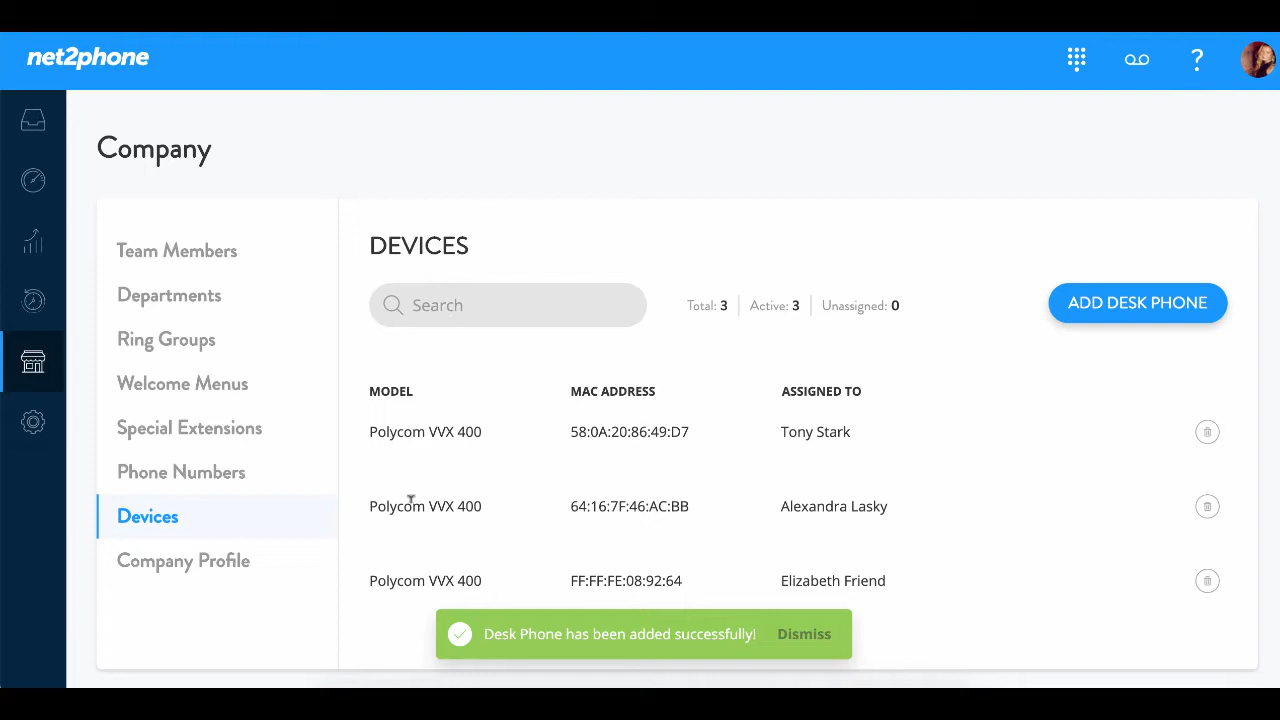 net2phone
?
Company
Team Members
Departments
Ring Groups
Welcome Menus
Special Extensions
Phone Numbers
Devices
Company Profile
DEVICES
Search
Total: 3 Active: 3 Unassigned: 0
ADD DESK PHONE
MODEL MAC ADDRESS ASSIGNED TO
Polycom VVX 400 58:0A:20:86:49:D7 Tony Stark
Polycom VVX 400 64:16:7F:46:AC:BB Alexandra Lasky
Polycom VVX 400 FF:FF:FE:08:92:64 Elizabeth Friend
Desk Phone has been added successfully! Dismiss